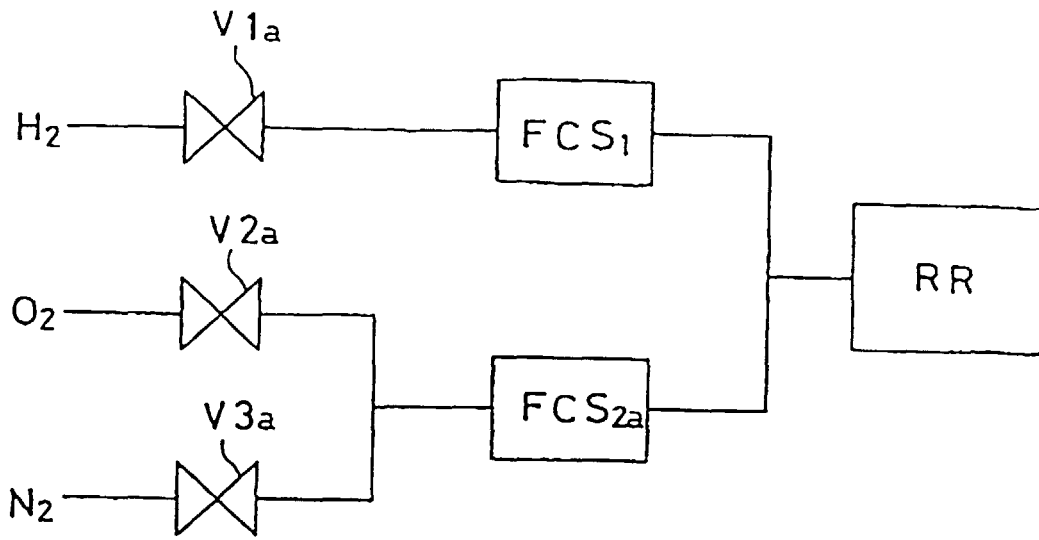 V1a
H₂
FCS₁
V2a
RR
O₂
FCS₂ₐ
V3a
N₂